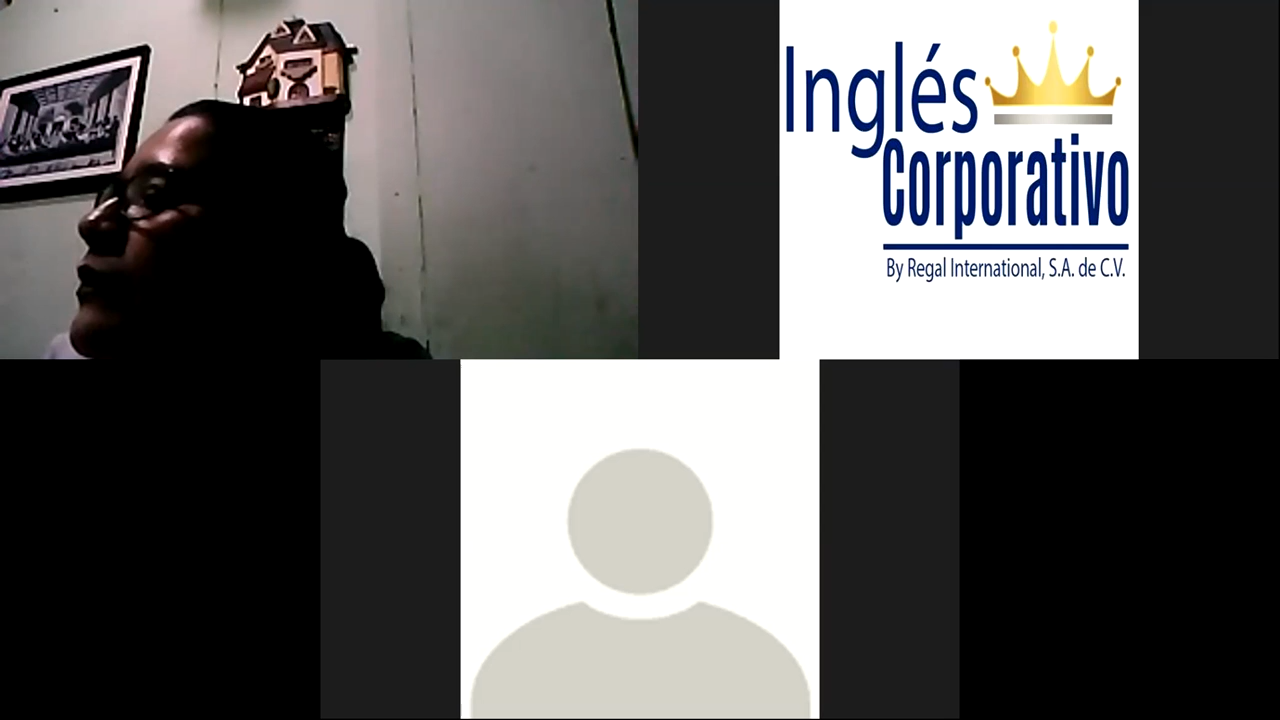 Inglés
Corporativo
By Regal International, S.A. de C.V.